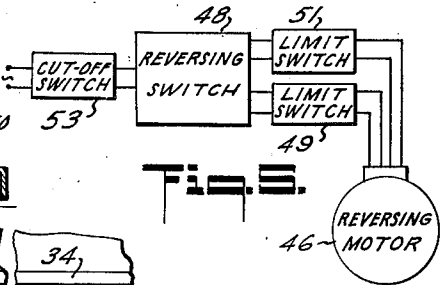 48
51
CUT-OFF
SWITCH
53
REVERSING
SWITCH
LIMIT
SWITCH
LIMIT
SWITCH
49
Fig. 5.
REVERSING
MOTOR
46
34